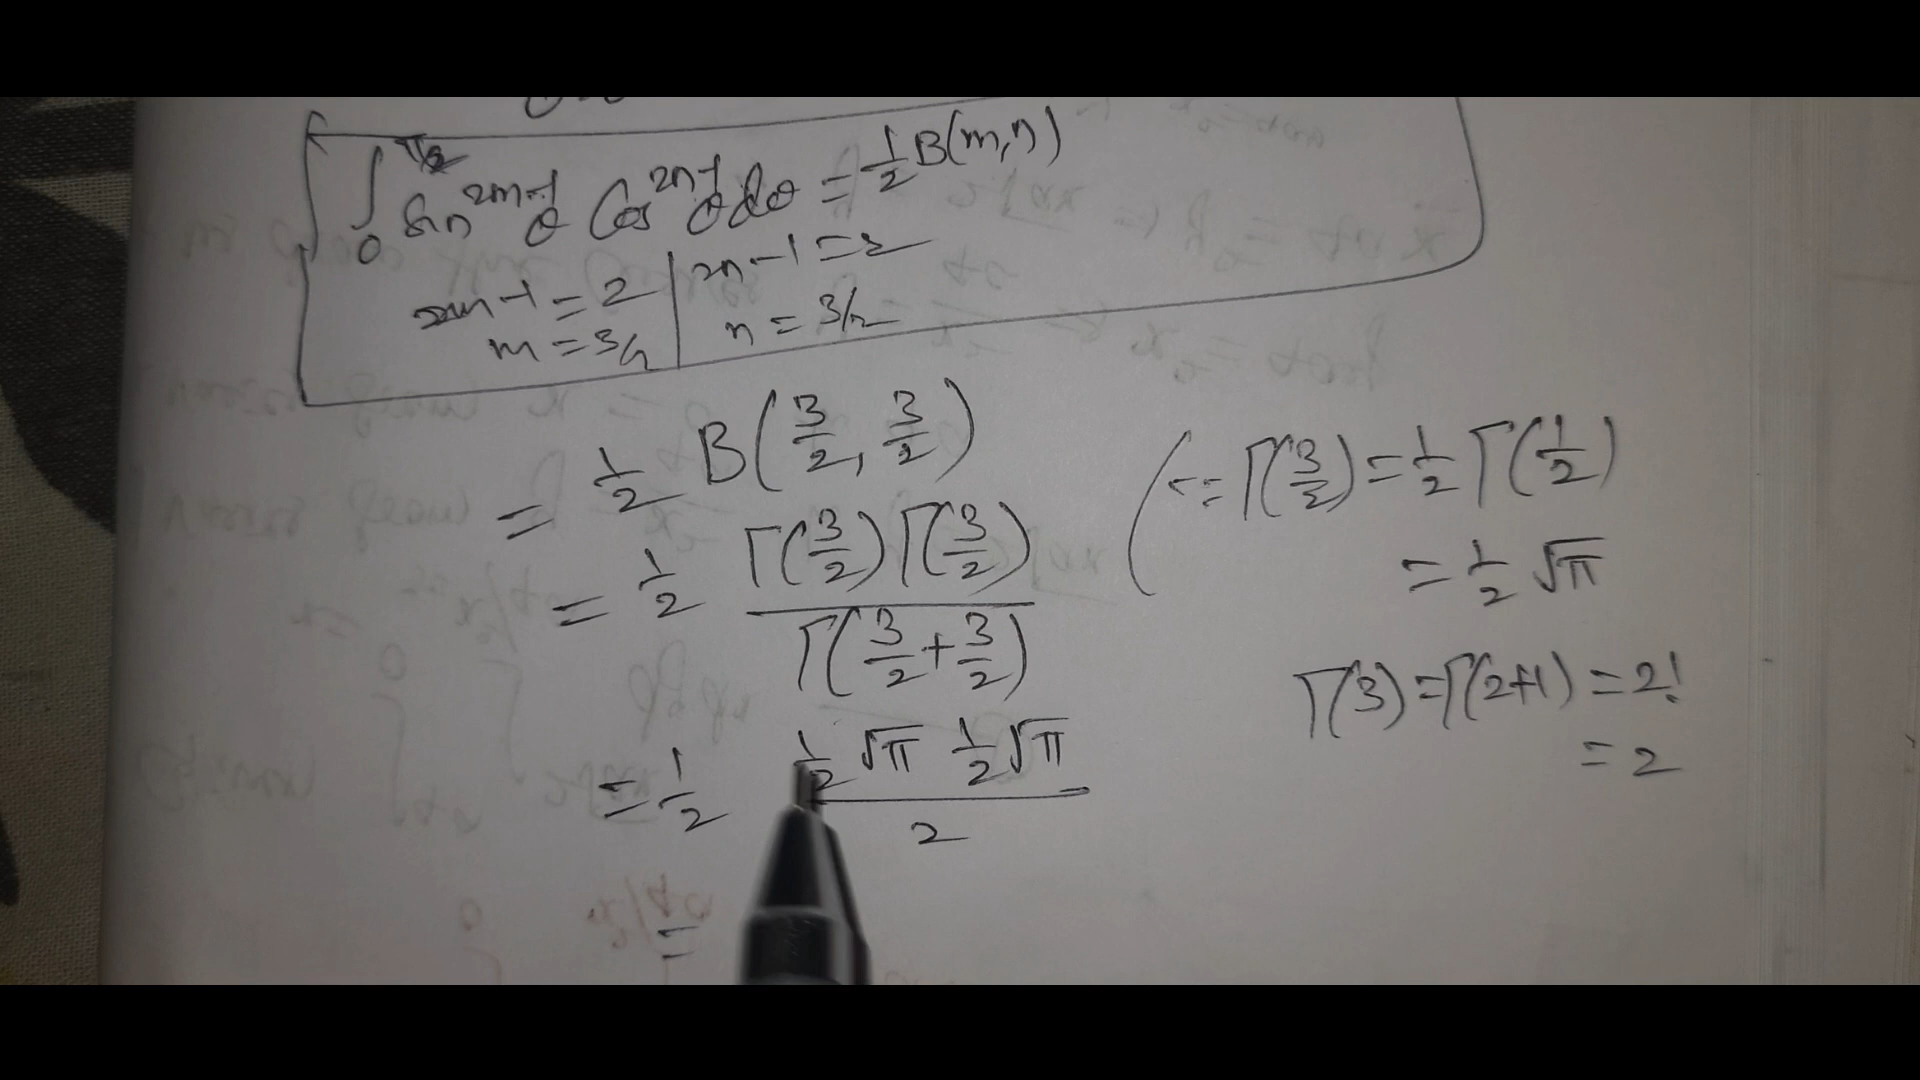 ∫₀^{π/2} Sin^{2m-1}θ Cos^{2n-1}θ dθ = 1/2 B(m,n)
2m-1 = 2 | 2n-1 = 2
m = 3/2 | n = 3/2
= 1/2 B(3/2, 3/2)
= 1/2 Γ(3/2) Γ(3/2) / Γ(3/2 + 3/2)
= 1/2 1/2 √π 1/2 √π / 2
=
(∵ Γ(3/2) = 1/2 Γ(1/2)
= 1/2 √π
Γ(3) = Γ(2+1) = 2!
= 2